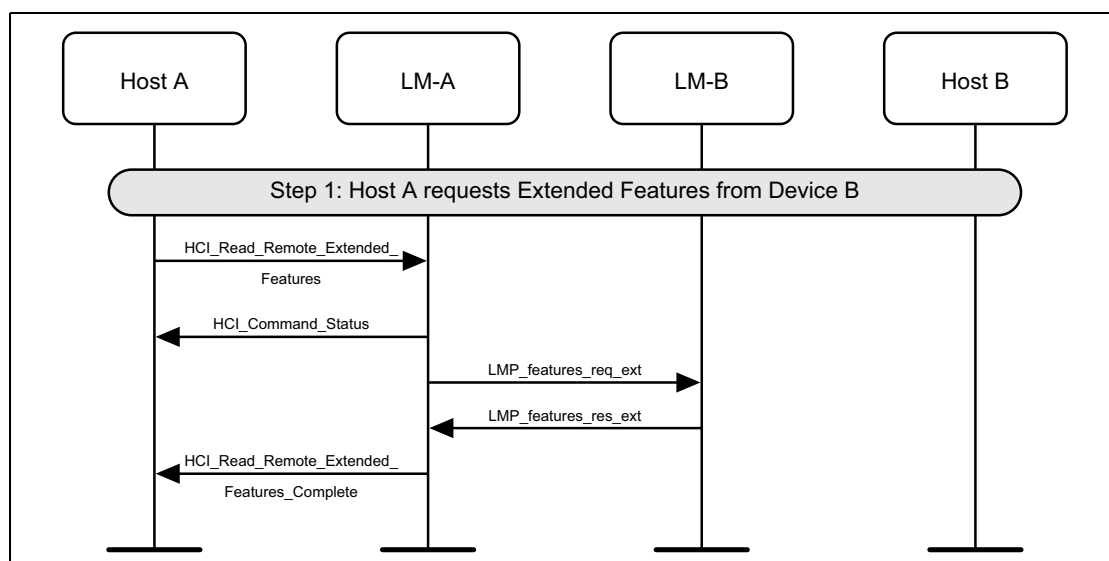 Host A
LM-A
LM-B
Host B
Step 1: Host A requests Extended Features from Device B
HCI_Read_Remote_Extended_
Features
HCI_Command_Status
LMP_features_req_ext
LMP_features_res_ext
HCI_Read_Remote_Extended_
Features_Complete